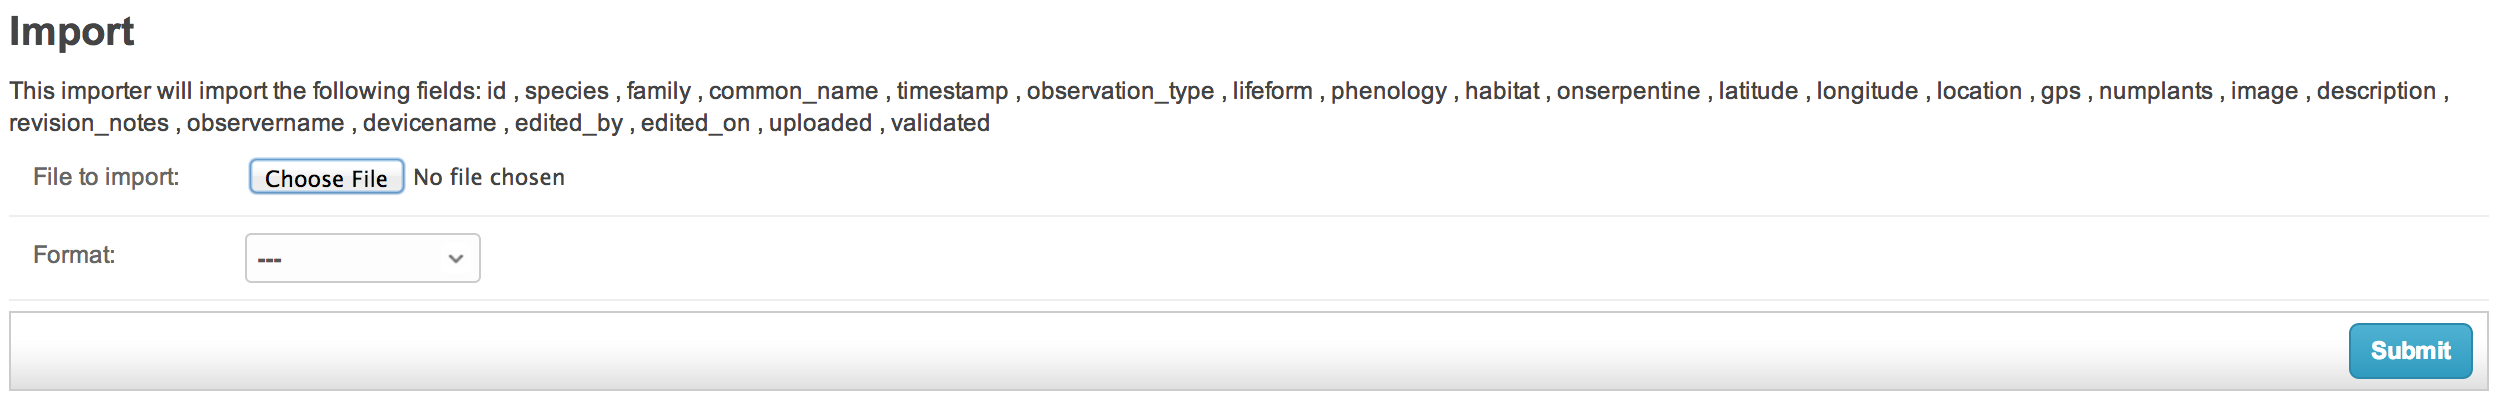 Import
This importer will import the following fields: id , species , family , common_name , timestamp , observation_type , lifeform , phenology , habitat , onserpentine , latitude , longitude , location , gps , numplants , image , description ,
revision_notes , observername , devicename , edited_by , edited_on , uploaded , validated
File to import: Choose File No file chosen
Format: ---
Submit